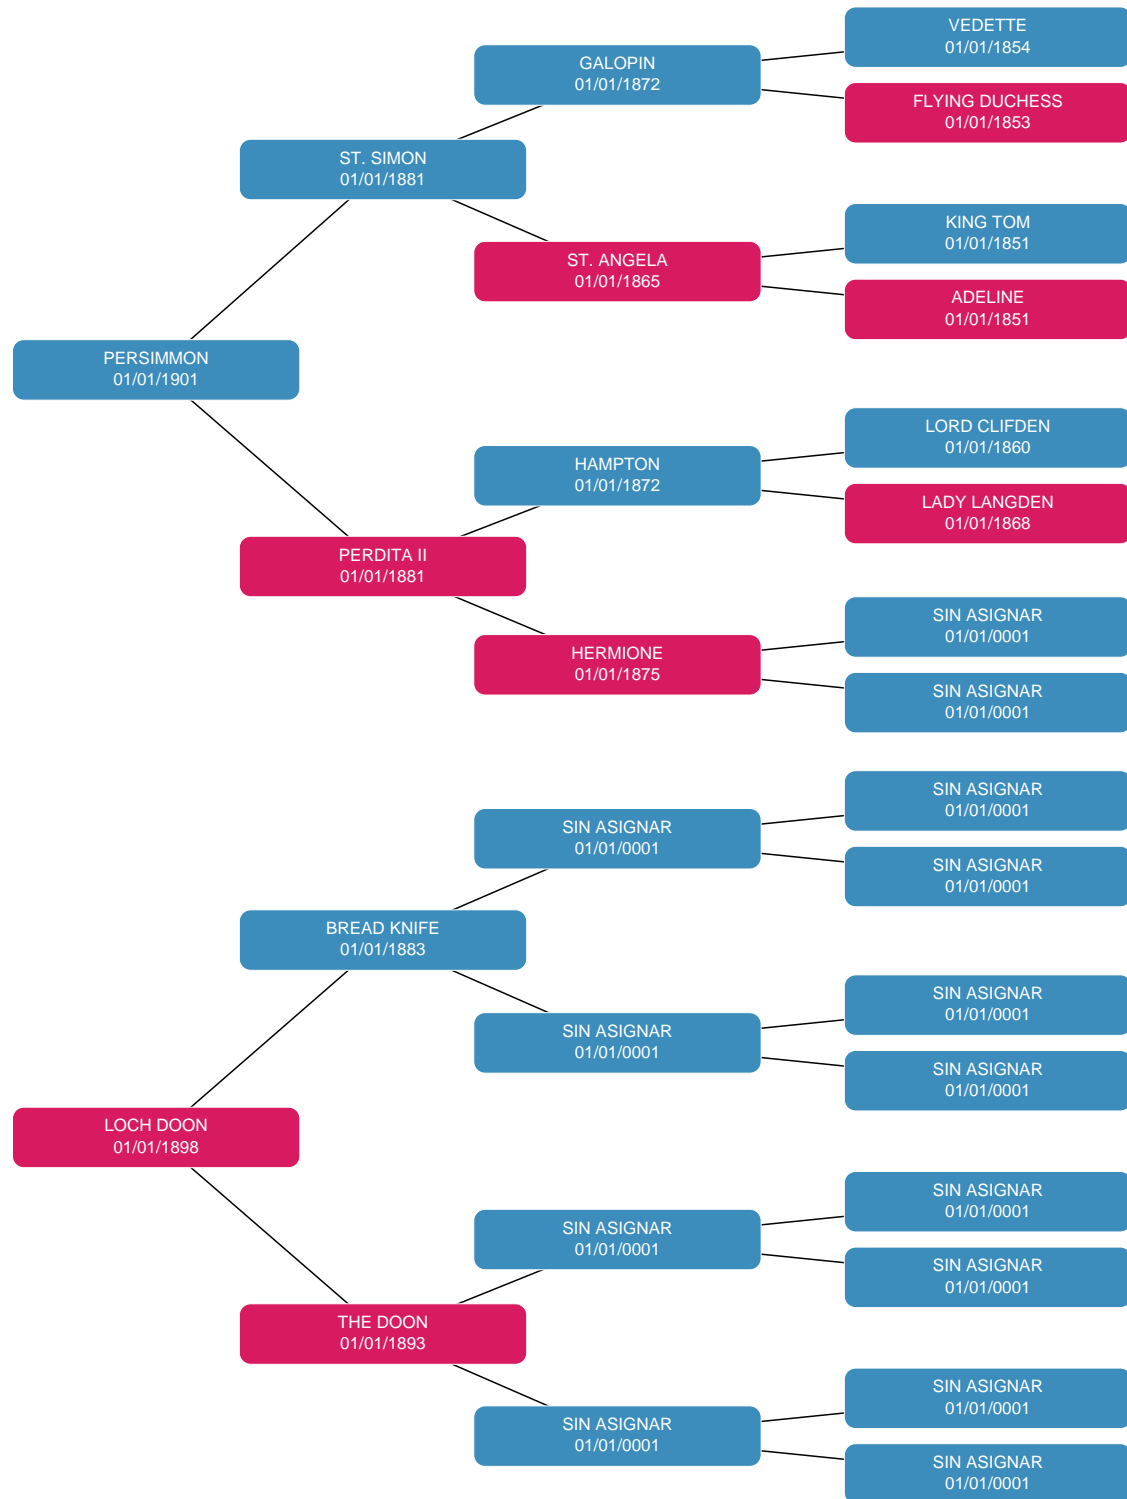 VEDETTE
01/01/1854
GALOPIN
01/01/1872
FLYING DUCHESS
01/01/1853
ST. SIMON
01/01/1881
KING TOM
01/01/1851
ST. ANGELA
01/01/1865
ADELINE
01/01/1851
PERSIMMON
01/01/1901
LORD CLIFDEN
01/01/1860
HAMPTON
01/01/1872
LADY LANGDEN
01/01/1868
PERDITA II
01/01/1881
SIN ASIGNAR
01/01/0001
HERMIONE
01/01/1875
SIN ASIGNAR
01/01/0001
SIN ASIGNAR
01/01/0001
SIN ASIGNAR
01/01/0001
SIN ASIGNAR
01/01/0001
BREAD KNIFE
01/01/1883
SIN ASIGNAR
01/01/0001
SIN ASIGNAR
01/01/0001
SIN ASIGNAR
01/01/0001
LOCH DOON
01/01/1898
SIN ASIGNAR
01/01/0001
SIN ASIGNAR
01/01/0001
SIN ASIGNAR
01/01/0001
THE DOON
01/01/1893
SIN ASIGNAR
01/01/0001
SIN ASIGNAR
01/01/0001
SIN ASIGNAR
01/01/0001